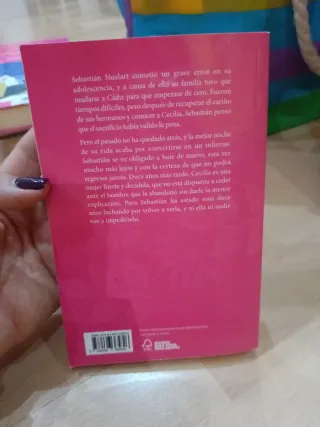 Sebastián Nualart cometió un grave error en su
adolescencia, y a causa de ello su familia tuvo que
mudarse a Cádiz para que empezase de cero. Fueron
tiempos difíciles, pero después de recuperar el cariño
de sus hermanos y conocer a Cecilia, Sebastián pensó
que el sacrificio había valido la pena.
Pero el pasado no ha quedado atrás, y la mejor noche
de su vida acaba por convertirse en un infierno.
Sebastián se ve obligado a huir de nuevo, esta vez
mucho más lejos y con la certeza de que no podrá
regresar jamás. Doce años más tarde, Cecilia es una
mujer fuerte y decidida, que no está dispuesta a ceder
ante el hombre que la abandonó sin darle la menor
explicación. Pero Sebastián ha estado esos doce
años luchando por volver a verla, y ni ella ni nadie
van a impedírselo.
FSC